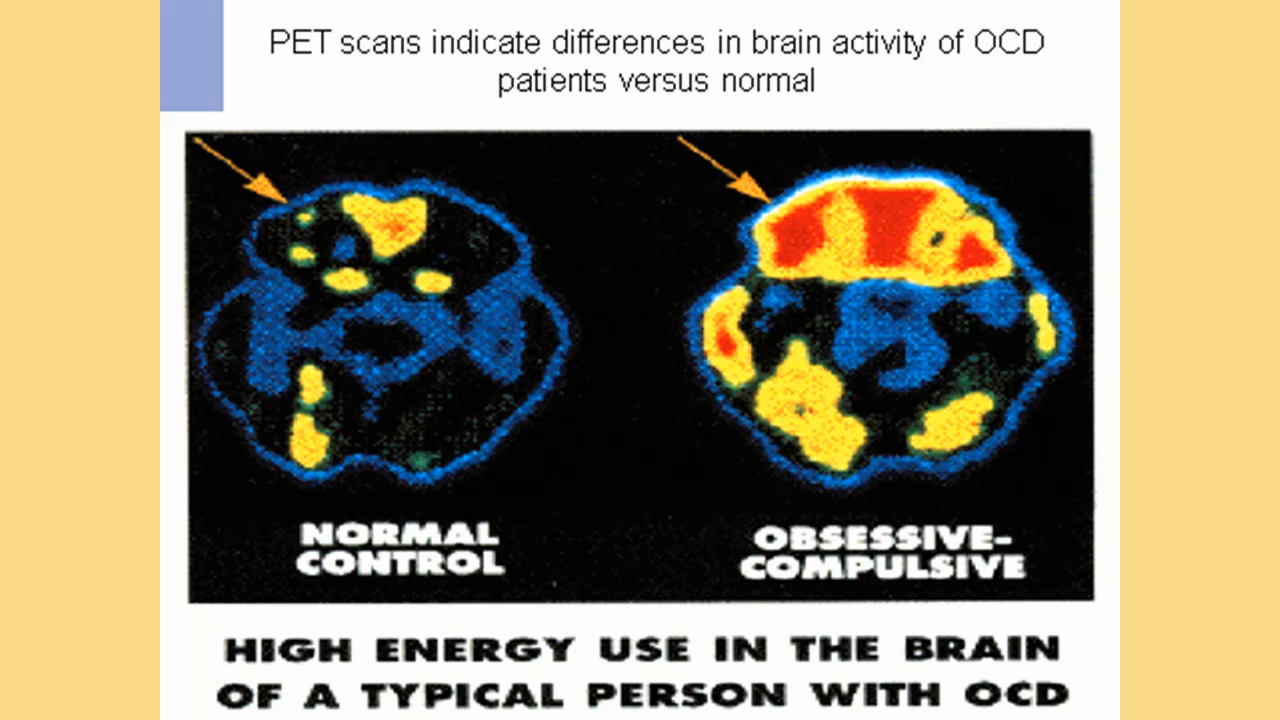 PET scans indicate differences in brain activity of OCD
patients versus normal
NORMAL
CONTROL
OBSESSIVE-
COMPULSIVE
HIGH ENERGY USE IN THE BRAIN
OF A TYPICAL PERSON WITH OCD